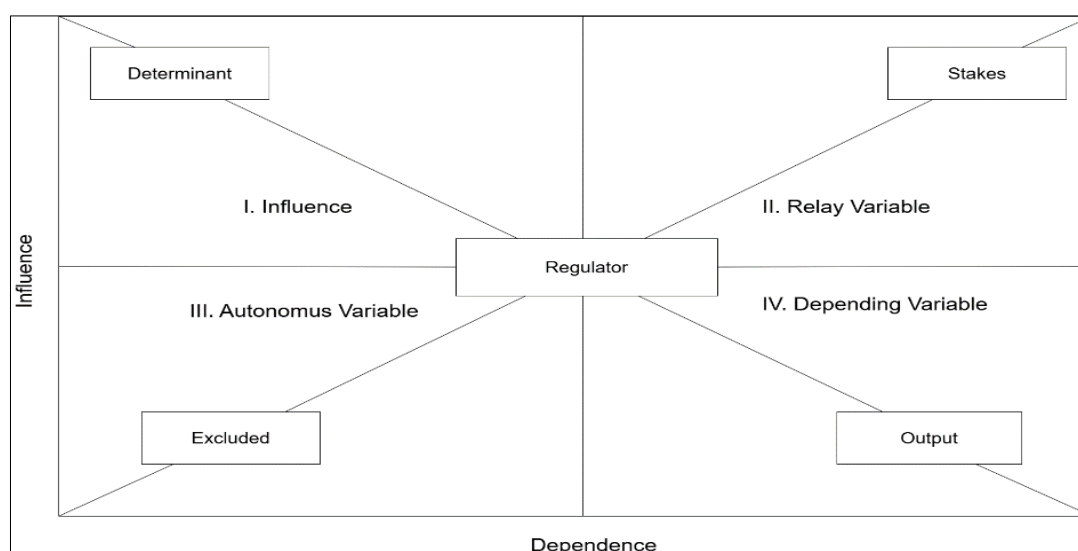 Determinant
Stakes
I. Influence
II. Relay Variable
Regulator
Influence
III. Autonomus Variable
IV. Depending Variable
Excluded
Output
Dependence